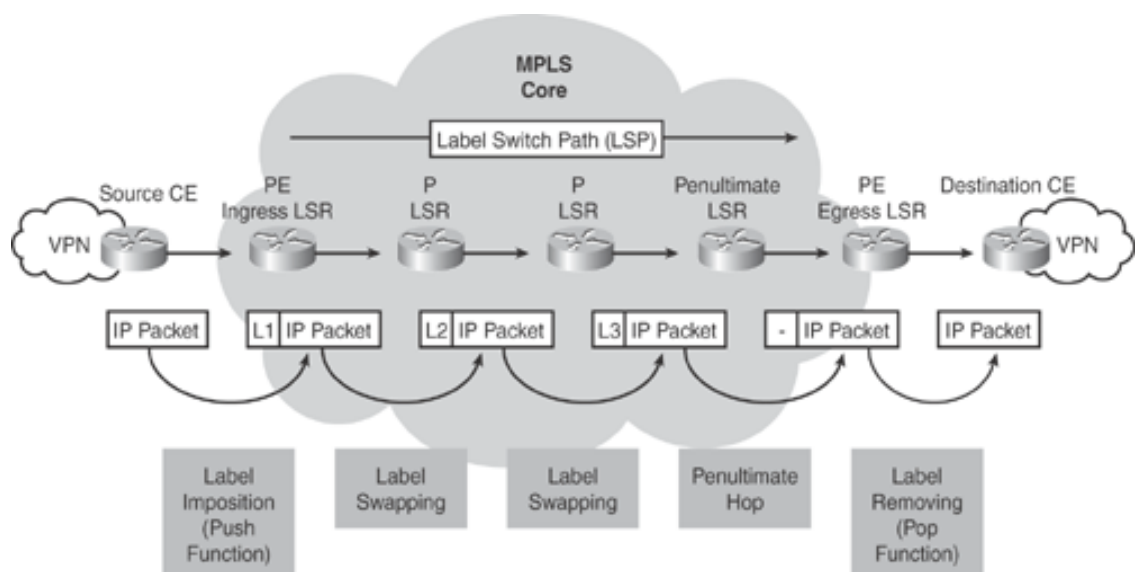 MPLS
Core
Label Switch Path (LSP)
Source CE
PE
Ingress LSR
P
LSR
P
LSR
Penultimate
LSR
PE
Egress LSR
Destination CE
VPN
VPN
IP Packet
L1 IP Packet
L2 IP Packet
L3 IP Packet
- IP Packet
IP Packet
Label
Imposition
(Push
Function)
Label
Swapping
Label
Swapping
Penultimate
Hop
Label
Removing
(Pop
Function)